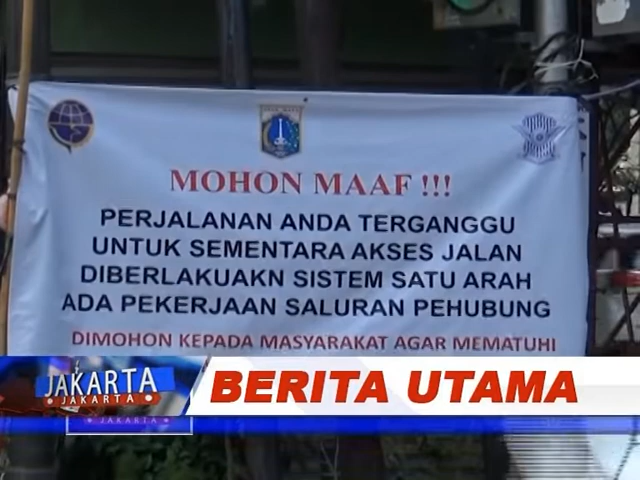 MOHON MAAF !!!
PERJALANAN ANDA TERGANGGU
UNTUK SEMENTARA AKSES JALAN
DIBERLAKUAKN SISTEM SATU ARAH
ADA PEKERJAAN SALURAN PEHUBUNG
DIMOHON KEPADA MASYARAKAT AGAR MEMATUHI
JAKARTA
JAKARTA
JAKARTA
BERITA UTAMA